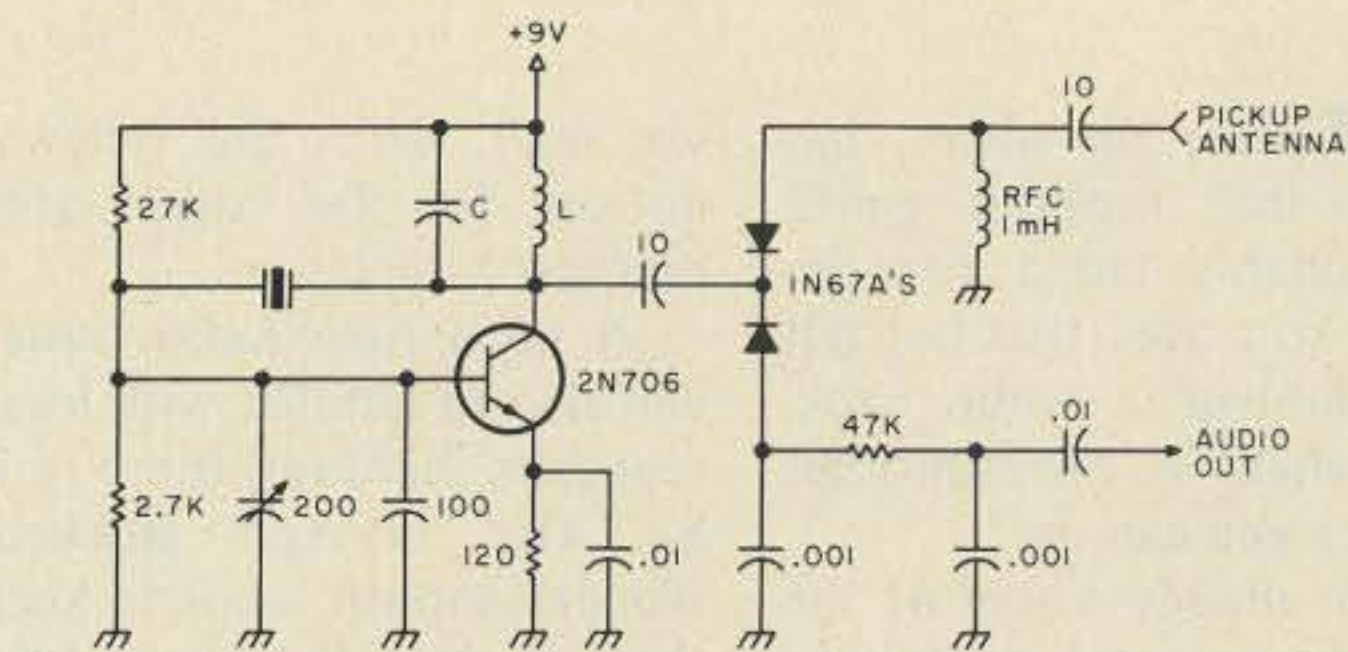 +9V
10
PICKUP
ANTENNA
27K
C
L
RFC
1mH
10
1N67A'S
2N706
47K
.01
AUDIO
OUT
2.7K
200
100
120
.01
.001
.001